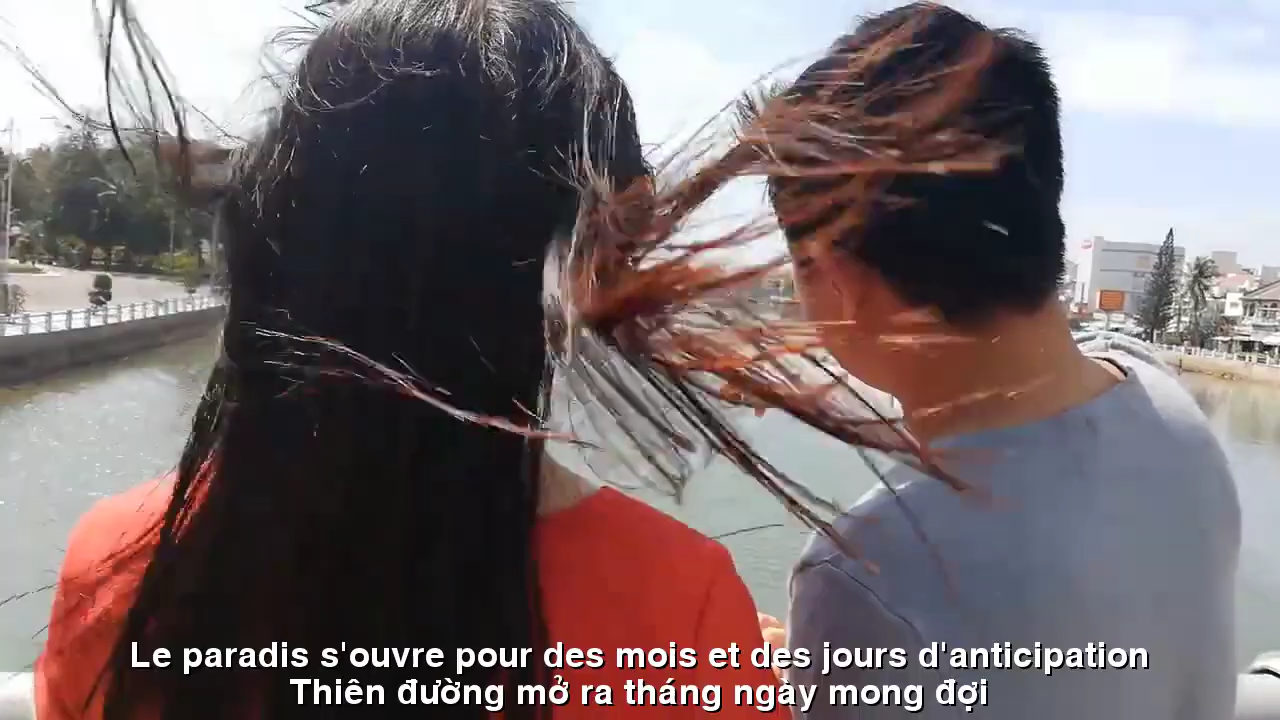 Le paradis s'ouvre pour des mois et des jours d'anticipation
Thiên đường mở ra tháng ngày mong đợi